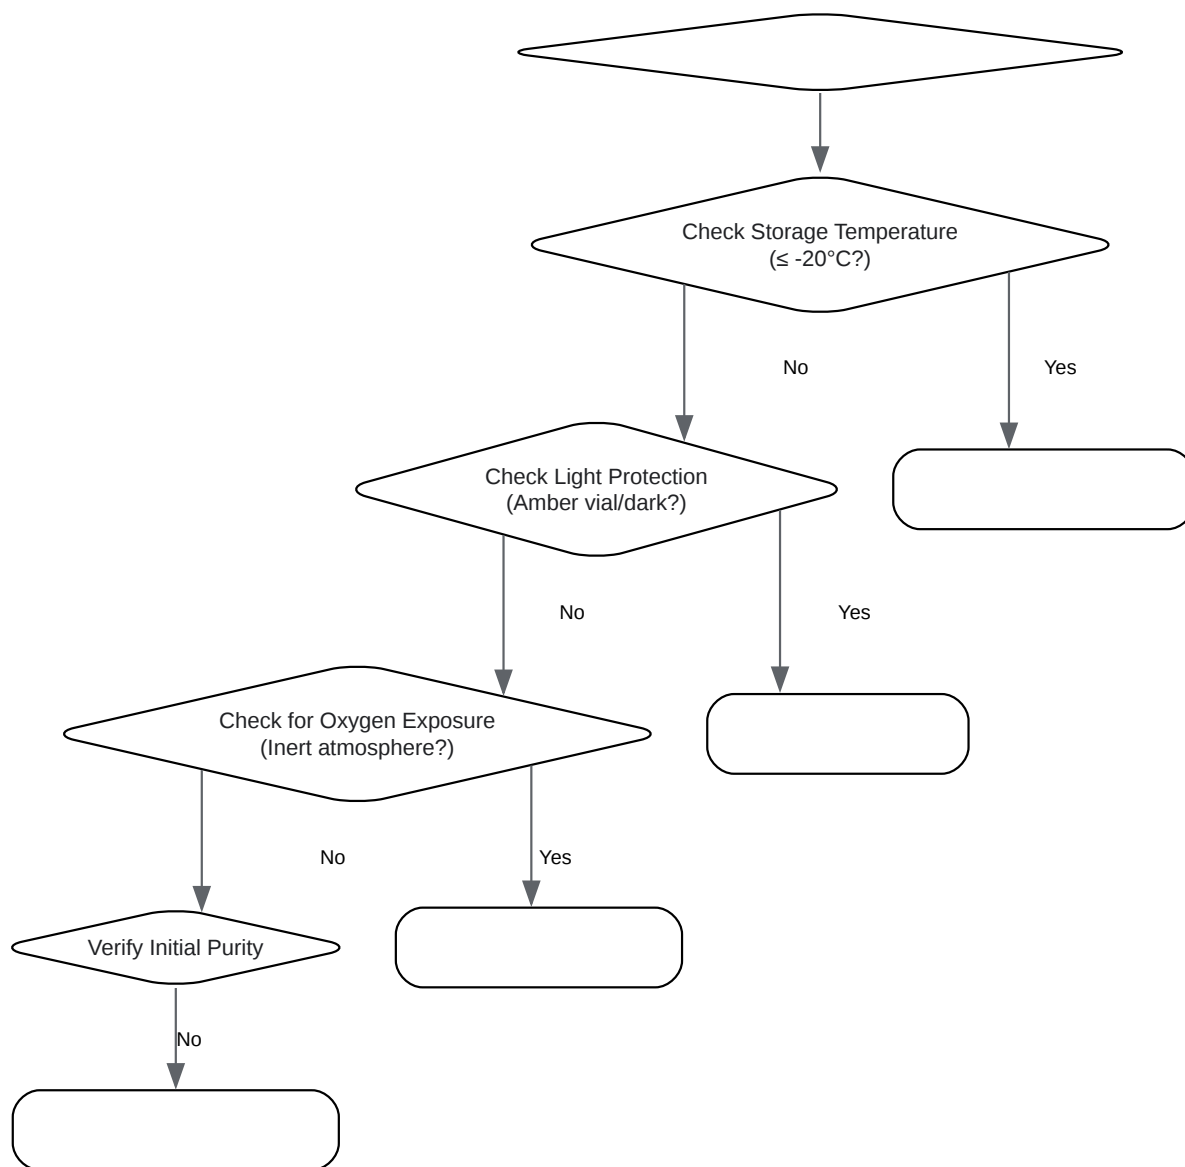 Check Storage Temperature
(≤ -20°C?)
No
Yes
Check Light Protection
(Amber vial/dark?)
No
Yes
Check for Oxygen Exposure
(Inert atmosphere?)
No
Yes
Verify Initial Purity
No